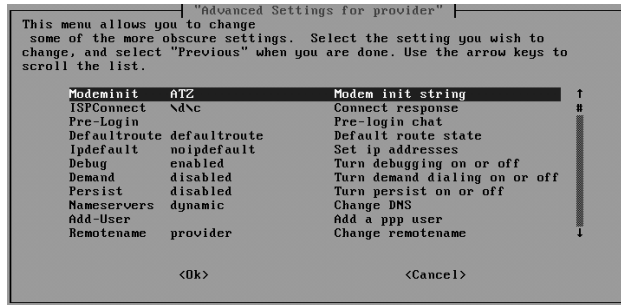 "Advanced Settings for provider"
This menu allows you to change
some of the more obscure settings.  Select the setting you wish to
change, and select "Previous" when you are done. Use the arrow keys to
scroll the list.
Modeminit ATZ Modem init string ↑
ISPConnect \d\c Connect response #
Pre-Login Pre-login chat
Defaultroute defaultroute Default route state
Ipdefault noipdefault Set ip addresses
Debug enabled Turn debugging on or off
Demand disabled Turn demand dialing on or off
Persist disabled Turn persist on or off
Nameservers dynamic Change DNS
Add-User Add a ppp user
Remotename provider Change remotename ↓
<Ok> <Cancel>